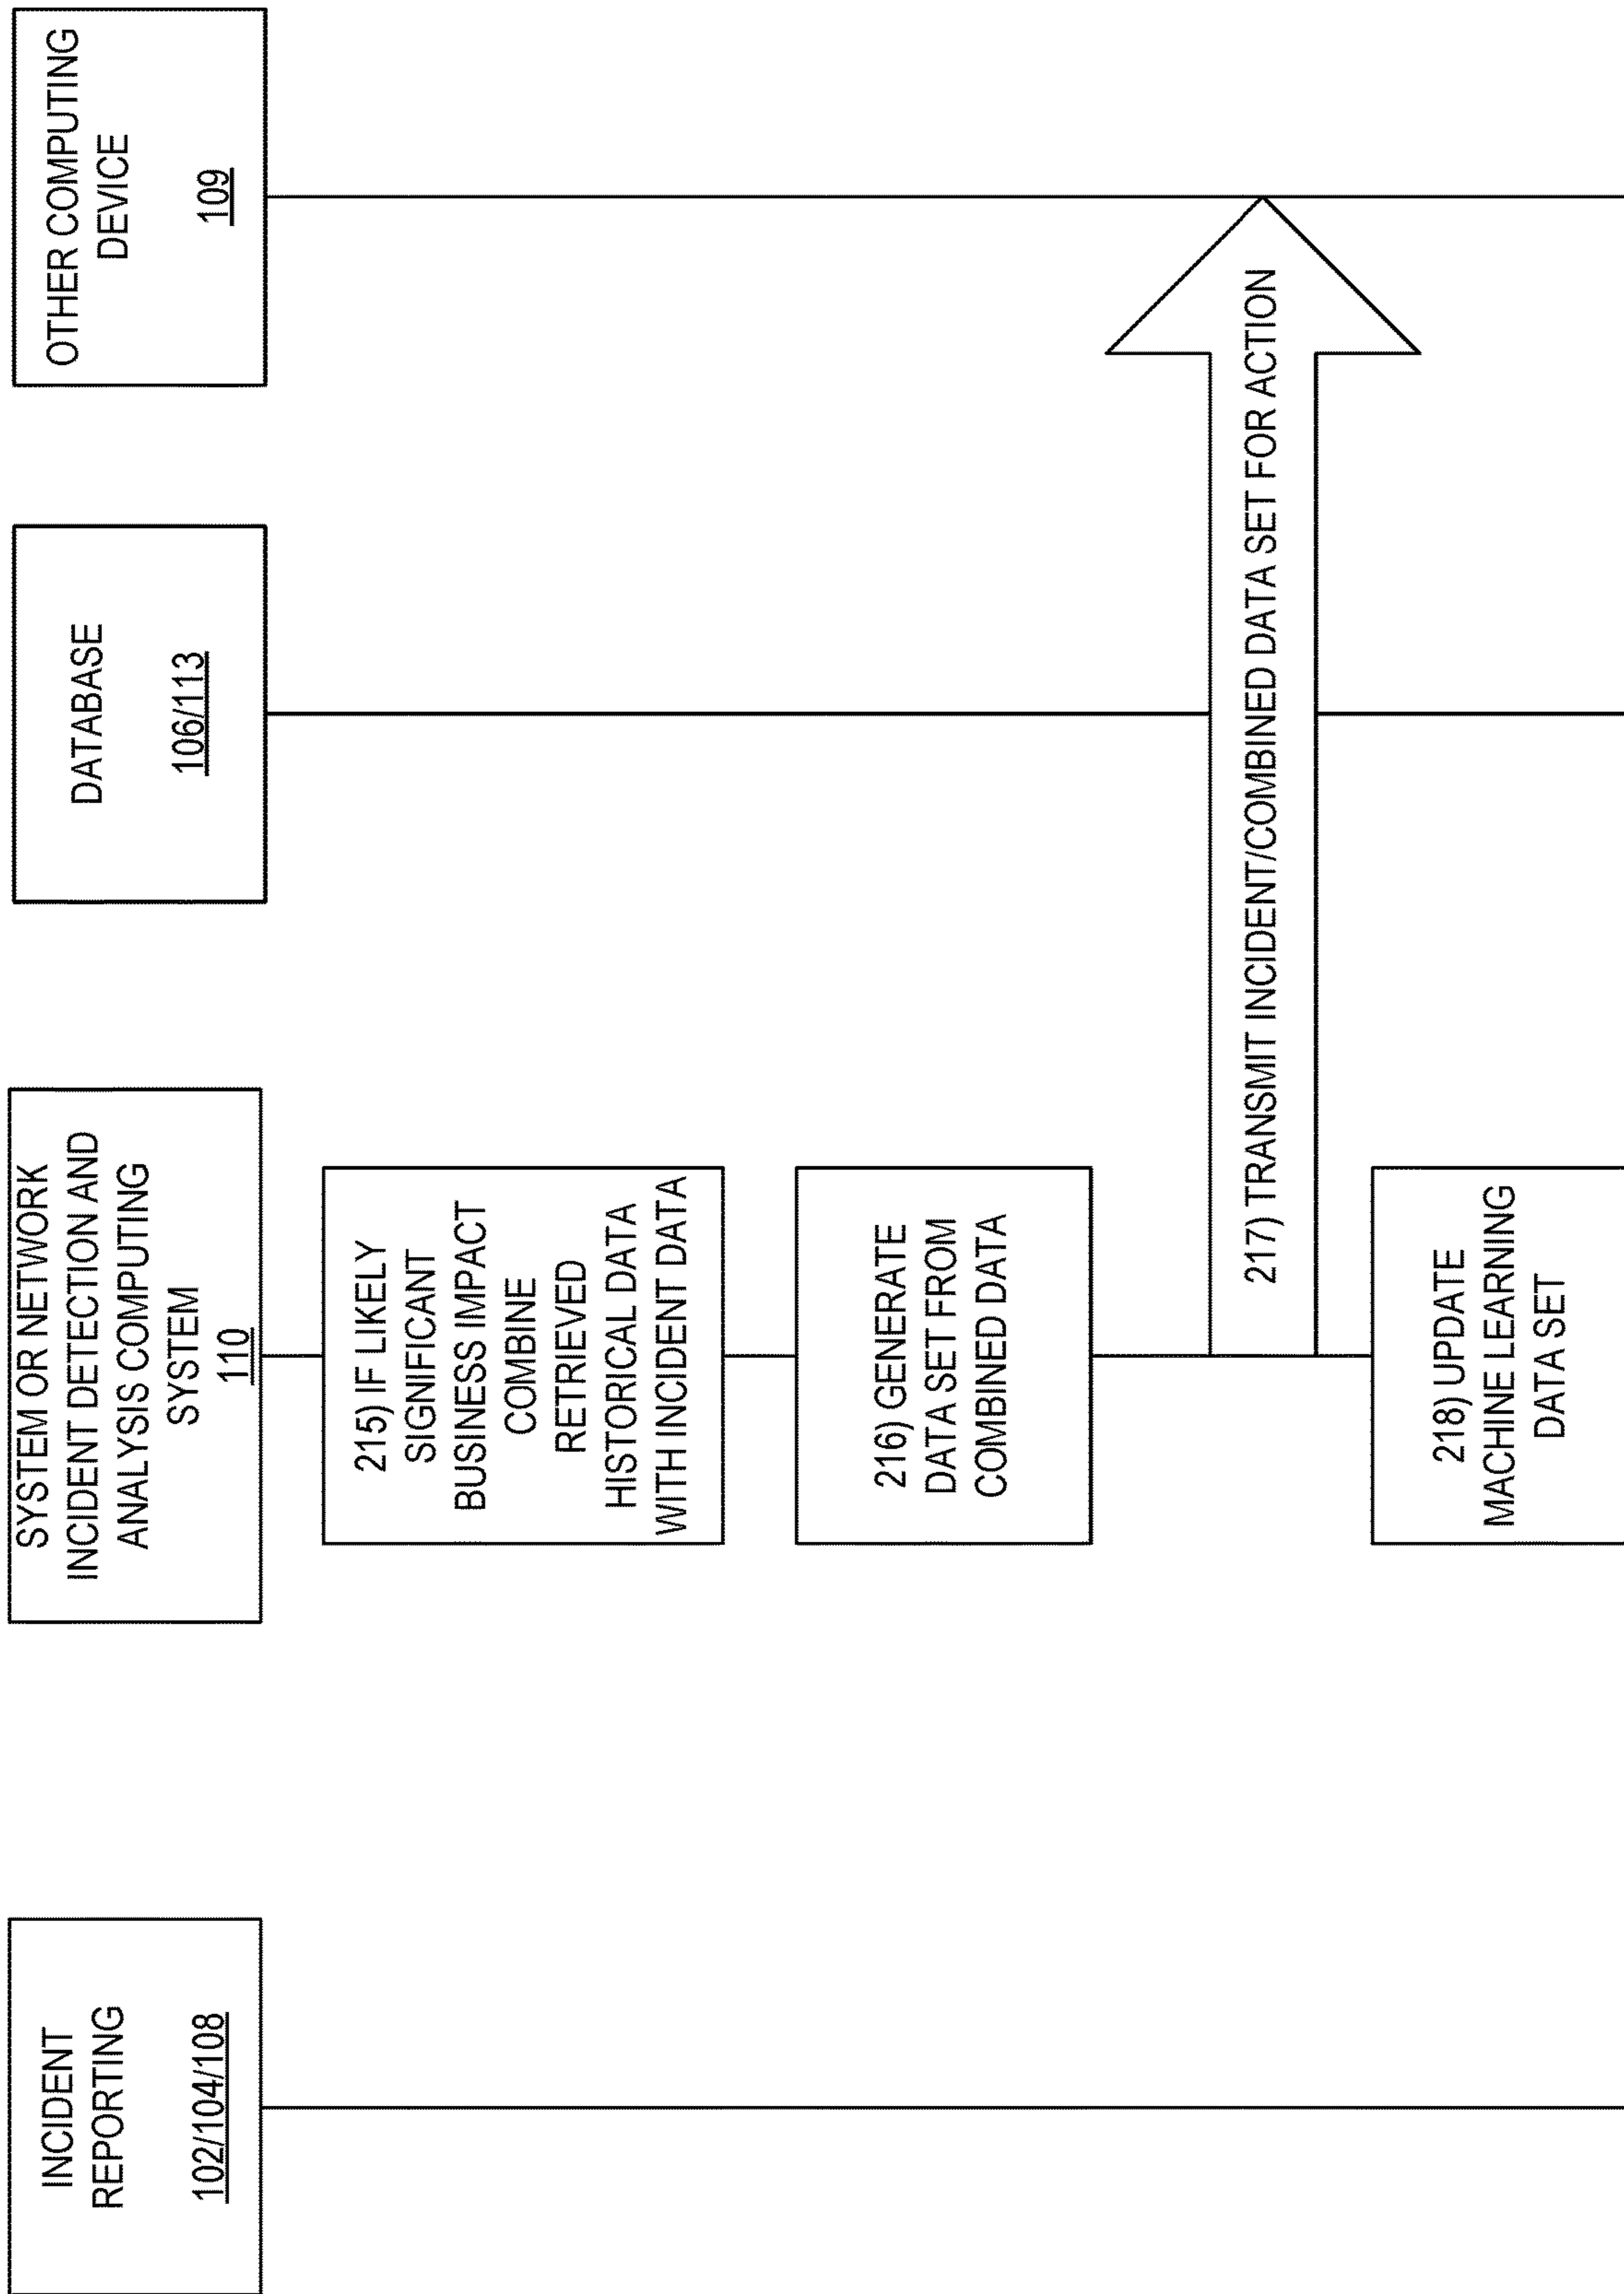 INCIDENT
REPORTING
102/104/108
SYSTEM OR NETWORK
INCIDENT DETECTION AND
ANALYSIS COMPUTING
SYSTEM
110
DATABASE
106/113
OTHER COMPUTING
DEVICE
109
215) IF LIKELY
SIGNIFICANT
BUSINESS IMPACT
COMBINE
RETRIEVED
HISTORICAL DATA
WITH INCIDENT DATA
216) GENERATE
DATA SET FROM
COMBINED DATA
217) TRANSMIT INCIDENT/COMBINED DATA SET FOR ACTION
218) UPDATE
MACHINE LEARNING
DATA SET